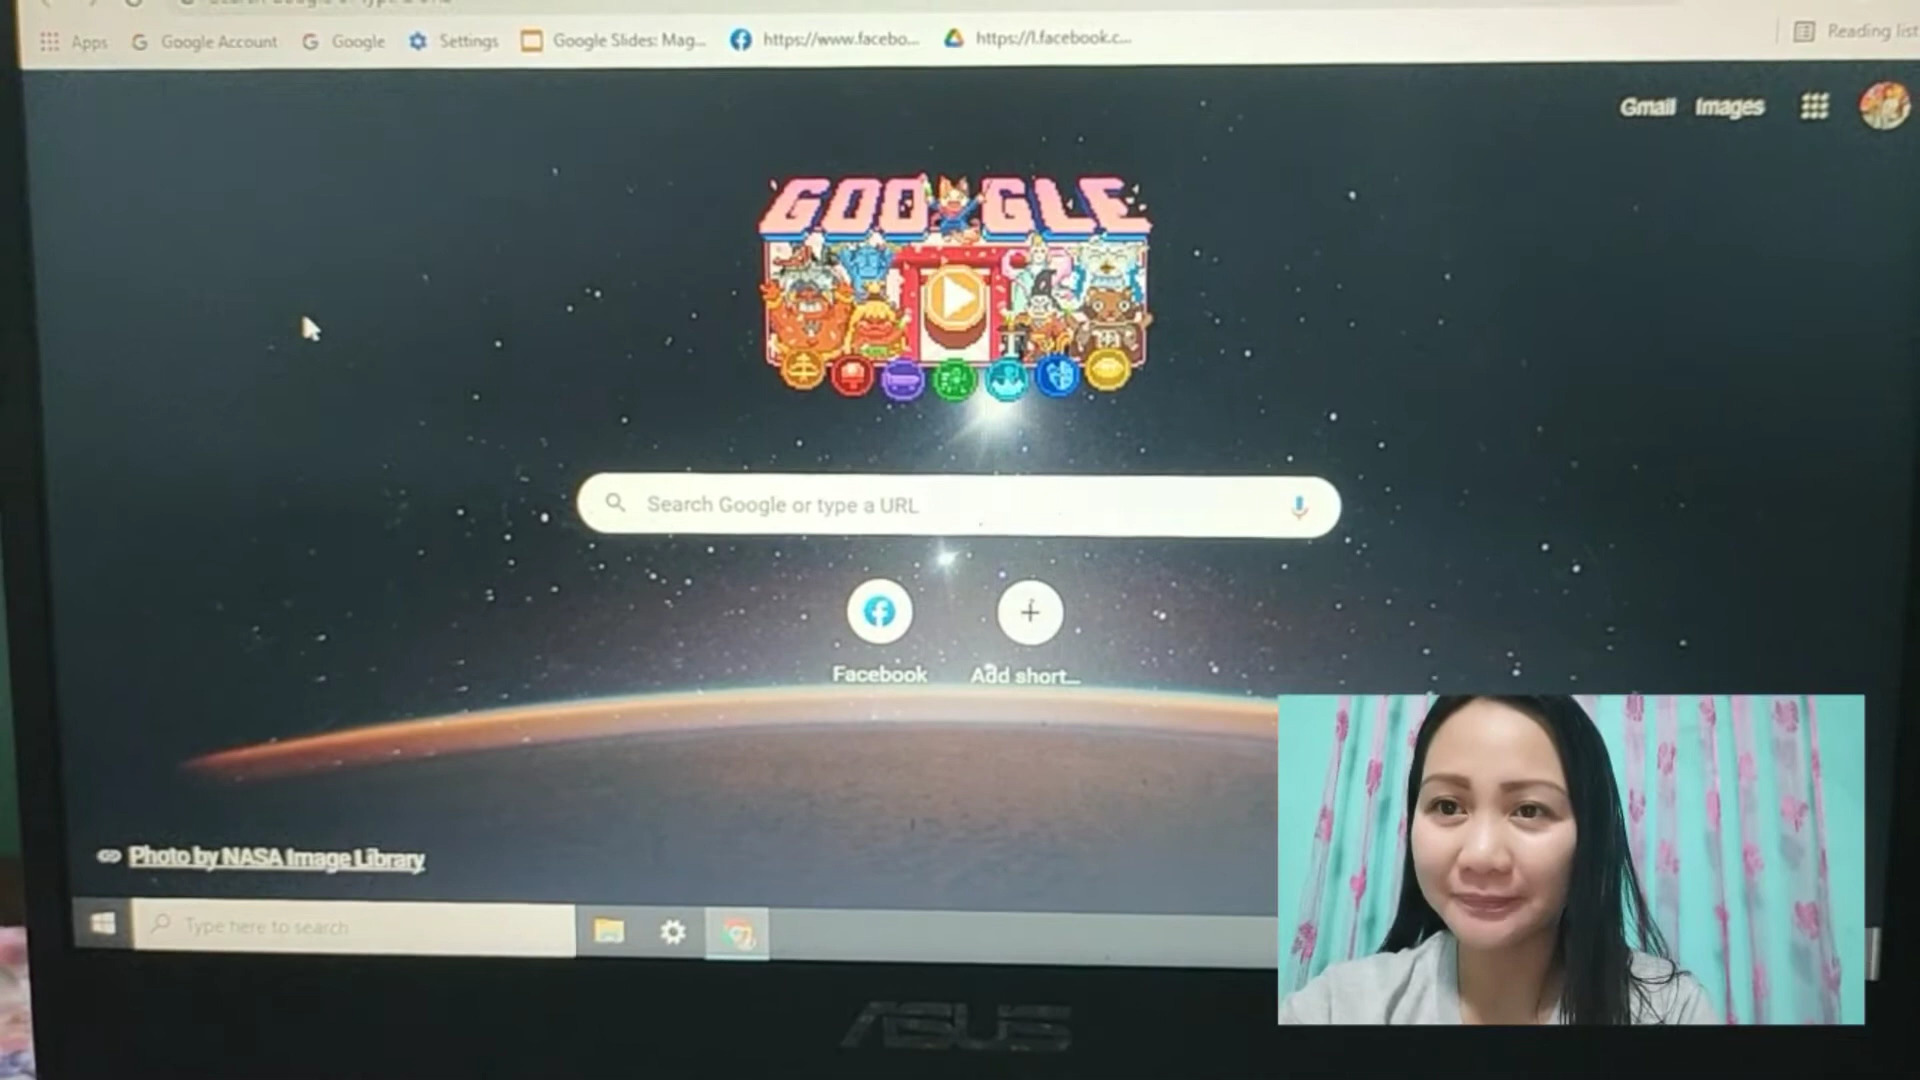 Apps Google Account Google Settings Google Slides: Mag... https://www.facebo... https://l.facebook.c... Reading list
Gmail Images
GOOGLE
Search Google or type a URL
Facebook Add short...
Photo by NASA Image Library
Type here to search
ASUS